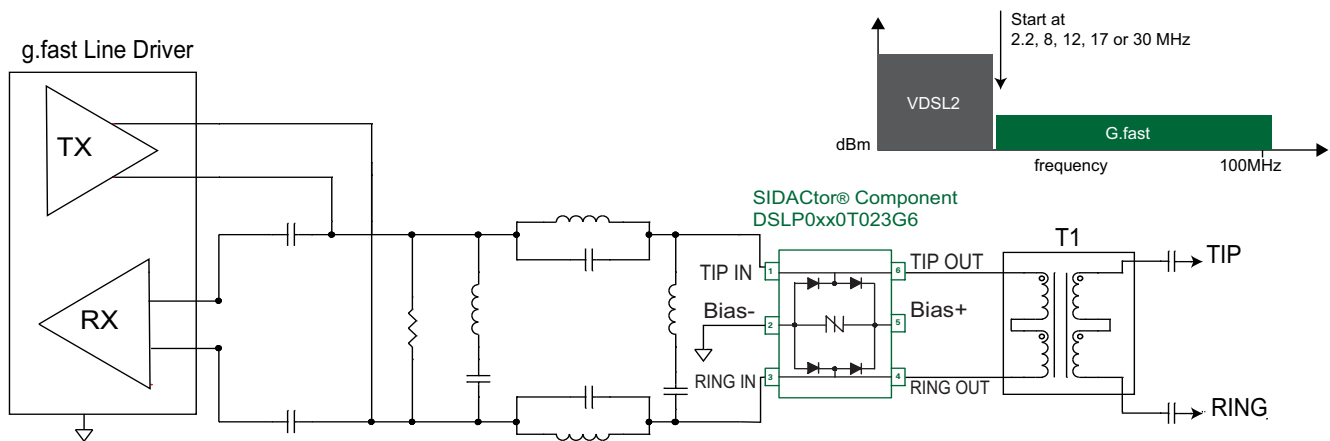 g.fast Line Driver
TX
RX
Start at
2.2, 8, 12, 17 or 30 MHz
VDSL2
G.fast
dBm
frequency
100MHz
SIDACtor® Component
DSLP0xx0T023G6
TIP IN
1
6
TIP OUT
Bias-
2
5
Bias+
RING IN
3
4
RING OUT
T1
TIP
RING